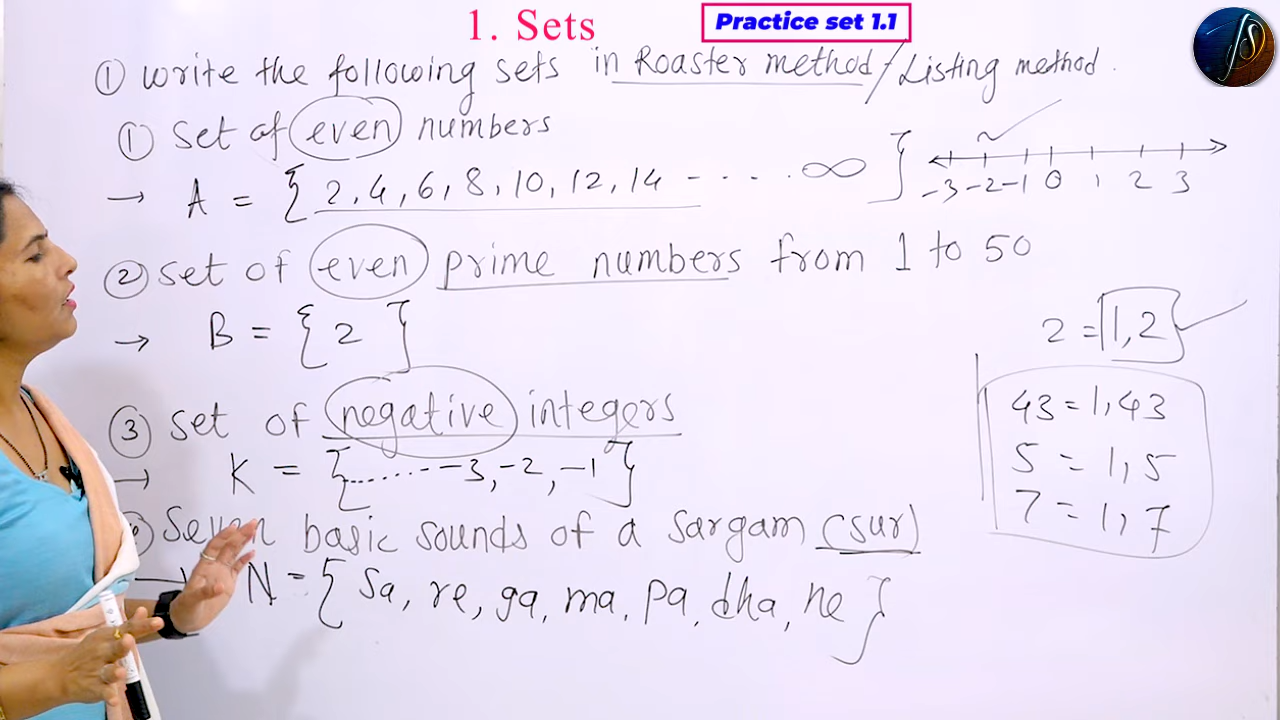 1. Sets
Practice set 1.1
① Write the following sets in Roaster method / Listing method.
① Set of even numbers
→ A = { 2, 4, 6, 8, 10, 12, 14 - - - - . ∞ }
-3 -2 -1 0 1 2 3
② Set of even prime numbers from 1 to 50
→ B = { 2 }
2 = 1, 2
43 = 1, 43
5 = 1, 5
7 = 1, 7
③ Set of negative integers
→ K = { ...... -3, -2, -1 }
Seven basic sounds of a Sargam (sur)
→ N = { Sa, re, ga, ma, pa, dha, ne }